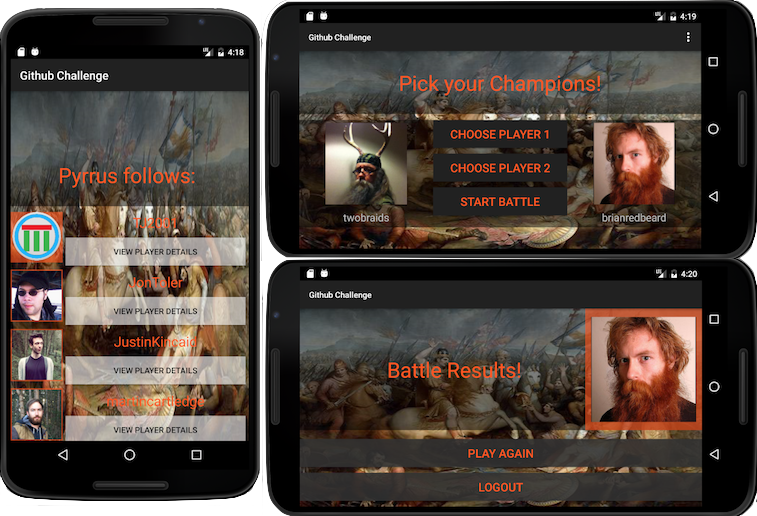 4:18
Github Challenge
Pyrrus follows:
VIEW PLAYER DETAILS
JonToler
VIEW PLAYER DETAILS
JustinKincaid
VIEW PLAYER DETAILS
VIEW PLAYER DETAILS
4:19
Github Challenge
Pick your Champions!
CHOOSE PLAYER 1
CHOOSE PLAYER 2
START BATTLE
twobraids
brianredbeard
4:20
Github Challenge
Battle Results!
PLAY AGAIN
LOGOUT